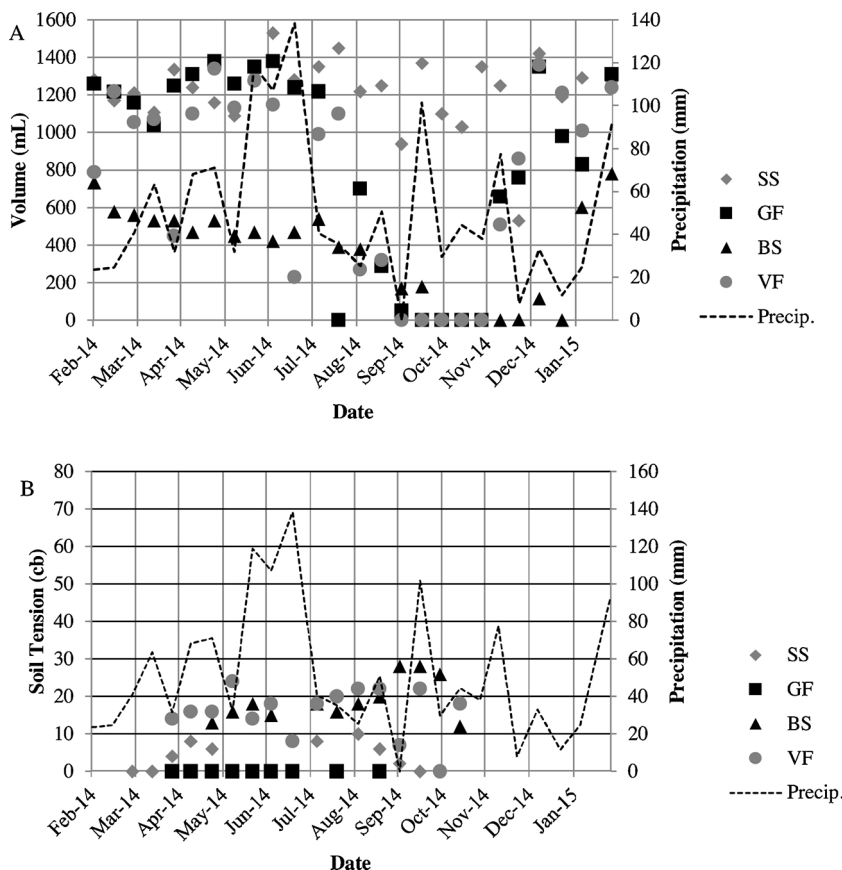 A
1600 140
1400 120
1200 100
1000 80
800 60
600 40
400 20
200 0
0
Volume (mL)
Precipitation (mm)
SS
GF
BS
VF
Precip.
Feb-14 Mar-14 Apr-14 May-14 Jun-14 Jul-14 Aug-14 Sep-14 Oct-14 Nov-14 Dec-14 Jan-15
Date
B
80 160
70 140
60 120
50 100
40 80
30 60
20 40
10 20
0 0
Soil Tension (cb)
Precipitation (mm)
SS
GF
BS
VF
Precip.
Feb-14 Mar-14 Apr-14 May-14 Jun-14 Jul-14 Aug-14 Sep-14 Oct-14 Nov-14 Dec-14 Jan-15
Date